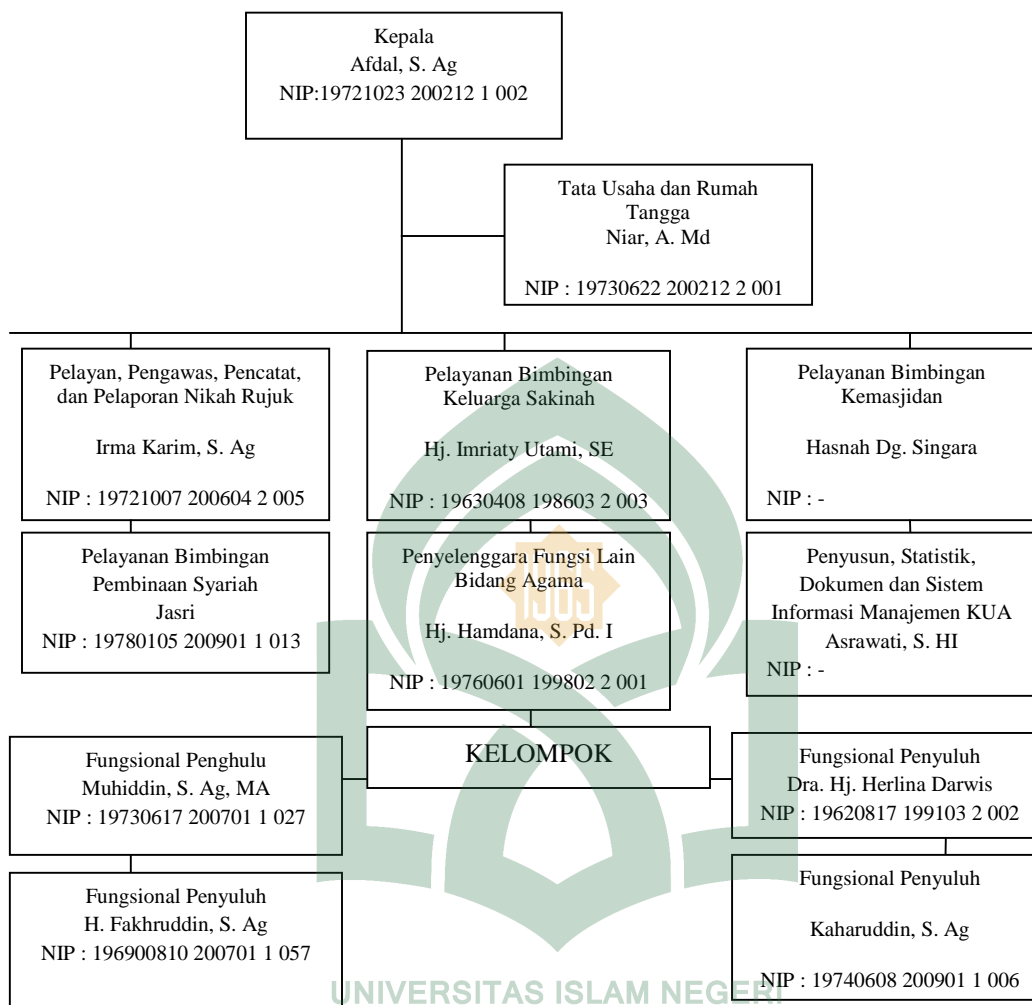 Kepala
Afdal, S. Ag
NIP:19721023 200212 1 002
Tata Usaha dan Rumah
Tangga
Niar, A. Md
NIP : 19730622 200212 2 001
Pelayan, Pengawas, Pencatat,
dan Pelaporan Nikah Rujuk
Irma Karim, S. Ag
NIP : 19721007 200604 2 005
Pelayanan Bimbingan
Keluarga Sakinah
Hj. Imriaty Utami, SE
NIP : 19630408 198603 2 003
Pelayanan Bimbingan
Kemasjidan
Hasnah Dg. Singara
NIP : -
Pelayanan Bimbingan
Pembinaan Syariah
Jasri
NIP : 19780105 200901 1 013
Penyelenggara Fungsi Lain
Bidang Agama
Hj. Hamdana, S. Pd. I
NIP : 19760601 199802 2 001
1965
Penyusun, Statistik,
Dokumen dan Sistem
Informasi Manajemen KUA
Asrawati, S. HI
NIP : -
KELOMPOK
Fungsional Penghulu
Muhiddin, S. Ag, MA
NIP : 19730617 200701 1 027
Fungsional Penyuluh
Dra. Hj. Herlina Darwis
NIP : 19620817 199103 2 002
Fungsional Penyuluh
H. Fakhruddin, S. Ag
NIP : 196900810 200701 1 057
Fungsional Penyuluh
Kaharuddin, S. Ag
NIP : 19740608 200901 1 006
UNIVERSITAS ISLAM NEGERI